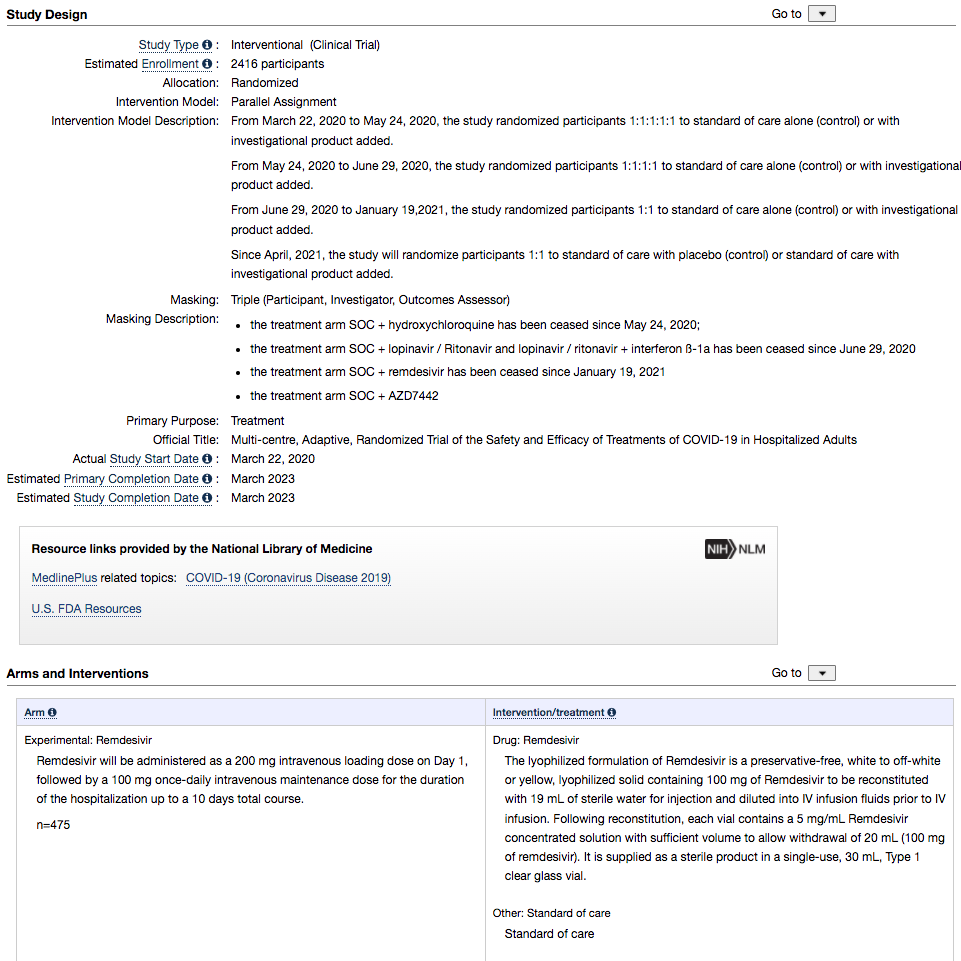 Study Design
Go to
Study Type : Interventional (Clinical Trial)
Estimated Enrollment : 2416 participants
Allocation: Randomized
Intervention Model: Parallel Assignment
Intervention Model Description: From March 22, 2020 to May 24, 2020, the study randomized participants 1:1:1:1:1 to standard of care alone (control) or with
investigational product added.
From May 24, 2020 to June 29, 2020, the study randomized participants 1:1:1:1 to standard of care alone (control) or with investigational
product added.
From June 29, 2020 to January 19,2021, the study randomized participants 1:1 to standard of care alone (control) or with investigational
product added.
Since April, 2021, the study will randomize participants 1:1 to standard of care with placebo (control) or standard of care with
investigational product added.
Masking: Triple (Participant, Investigator, Outcomes Assessor)
Masking Description:
• the treatment arm SOC + hydroxychloroquine has been ceased since May 24, 2020;
• the treatment arm SOC + lopinavir / Ritonavir and lopinavir / ritonavir + interferon ß-1a has been ceased since June 29, 2020
• the treatment arm SOC + remdesivir has been ceased since January 19, 2021
• the treatment arm SOC + AZD7442
Primary Purpose: Treatment
Official Title: Multi-centre, Adaptive, Randomized Trial of the Safety and Efficacy of Treatments of COVID-19 in Hospitalized Adults
Actual Study Start Date : March 22, 2020
Estimated Primary Completion Date : March 2023
Estimated Study Completion Date : March 2023
Resource links provided by the National Library of Medicine
NIH NLM
MedlinePlus related topics: COVID-19 (Coronavirus Disease 2019)
U.S. FDA Resources
Arms and Interventions
Go to
Arm
Intervention/treatment
Experimental: Remdesivir
Remdesivir will be administered as a 200 mg intravenous loading dose on Day 1,
followed by a 100 mg once-daily intravenous maintenance dose for the duration
of the hospitalization up to a 10 days total course.
n=475
Drug: Remdesivir
The lyophilized formulation of Remdesivir is a preservative-free, white to off-white
or yellow, lyophilized solid containing 100 mg of Remdesivir to be reconstituted
with 19 mL of sterile water for injection and diluted into IV infusion fluids prior to IV
infusion. Following reconstitution, each vial contains a 5 mg/mL Remdesivir
concentrated solution with sufficient volume to allow withdrawal of 20 mL (100 mg
of remdesivir). It is supplied as a sterile product in a single-use, 30 mL, Type 1
clear glass vial.
Other: Standard of care
Standard of care